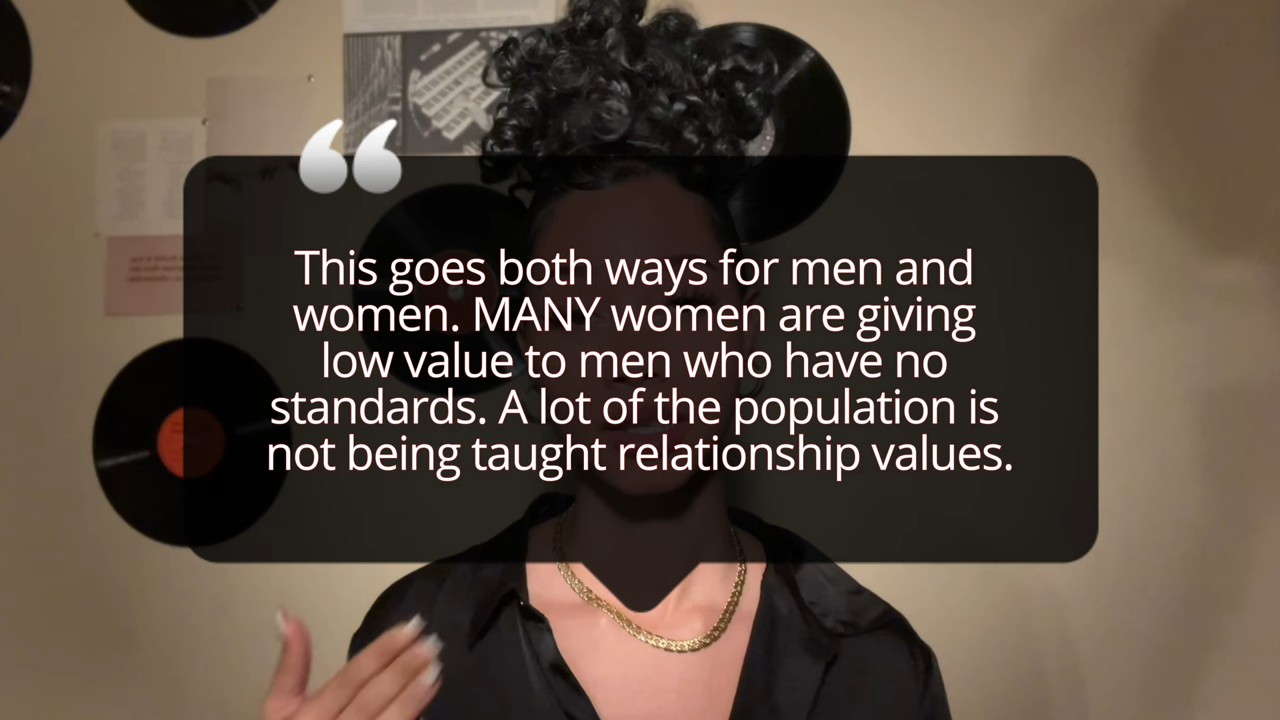 This goes both ways for men and
women. MANY women are giving
low value to men who have no
standards. A lot of the population is
not being taught relationship values.